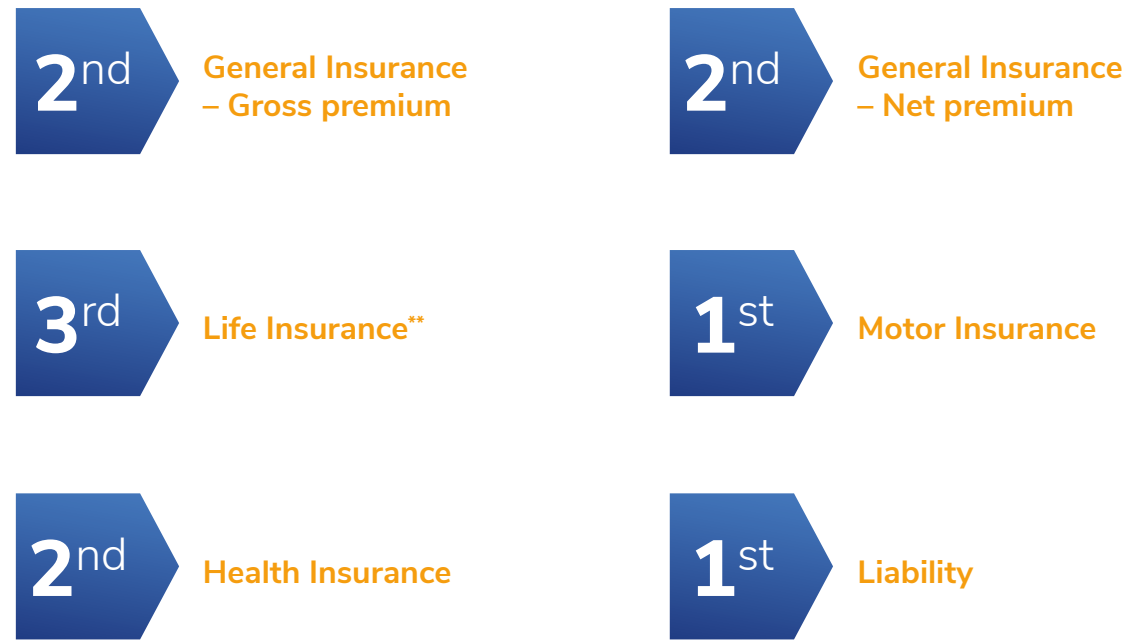 2nd
General Insurance
– Gross premium
2nd
General Insurance
– Net premium
3rd
Life Insurance**
1st
Motor Insurance
2nd
Health Insurance
1st
Liability